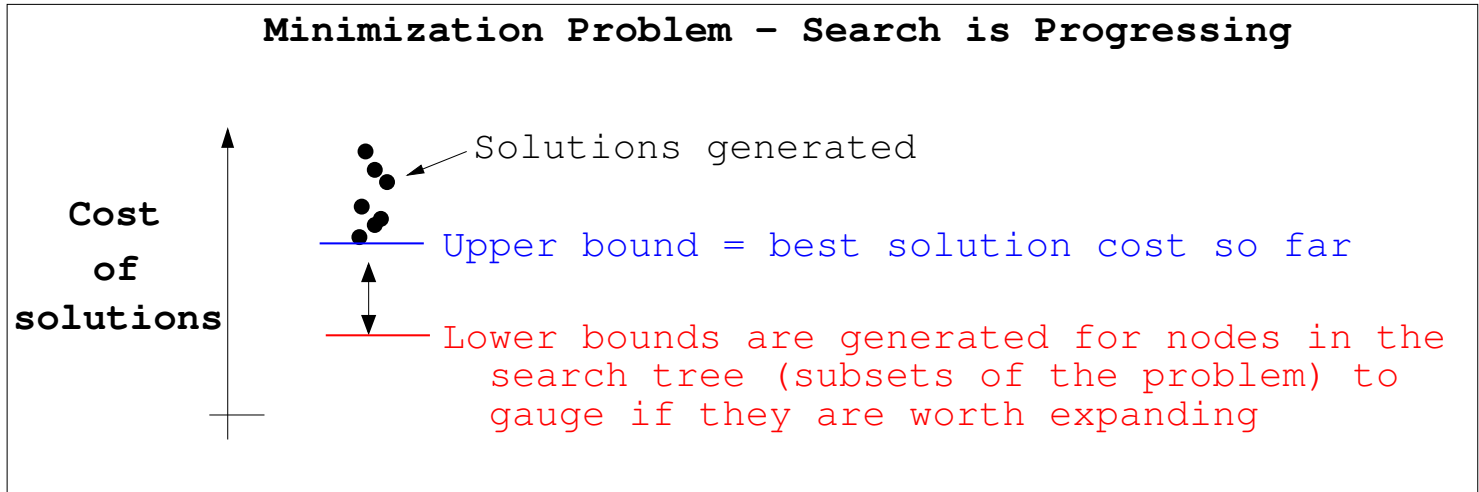 Minimization Problem – Search is Progressing
Solutions generated
Cost
of
solutions
Upper bound = best solution cost so far
Lower bounds are generated for nodes in the
search tree (subsets of the problem) to
gauge if they are worth expanding